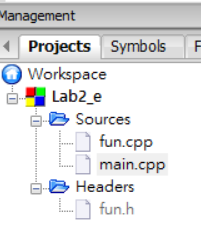 Management
Projects Symbols F
Workspace
Lab2_e
Sources
fun.cpp
main.cpp
Headers
fun.h